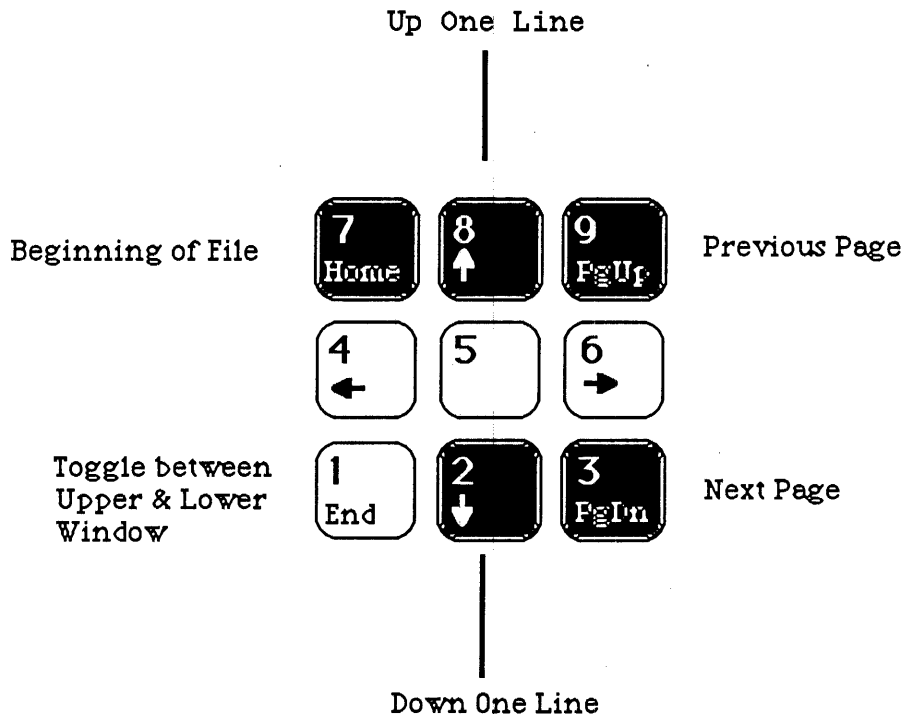 Up One Line
7
Home
8
9
PgUp
Beginning of File
Previous Page
4
5
6
Toggle between
Upper & Lower
Window
1
End
2
3
PgDn
Next Page
Down One Line